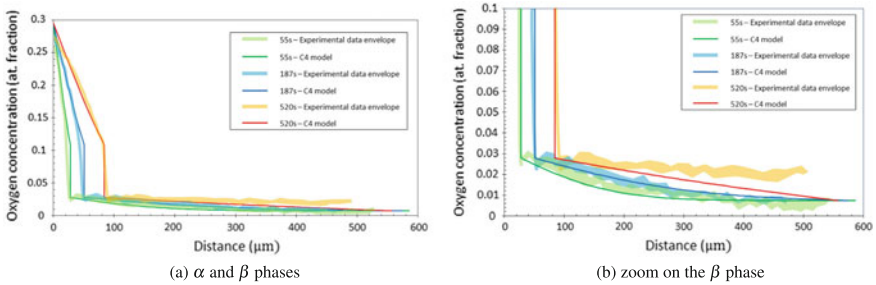 Oxygen concentration (at. fraction)
0.3
0.25
0.2
0.15
0.1
0.05
0
0 100 200 300 400 500 600
Distance (μm)
55s – Experimental data envelope
55s – C4 model
187s – Experimental data envelope
187s – C4 model
520s – Experimental data envelope
520s – C4 model
(a) α and β phases
Oxygen concentration (at. fraction)
0.1
0.09
0.08
0.07
0.06
0.05
0.04
0.03
0.02
0.01
0
0 100 200 300 400 500 600
Distance (μm)
55s – Experimental data envelope
55s – C4 model
187s – Experimental data envelope
187s – C4 model
520s – Experimental data envelope
520s – C4 model
(b) zoom on the β phase